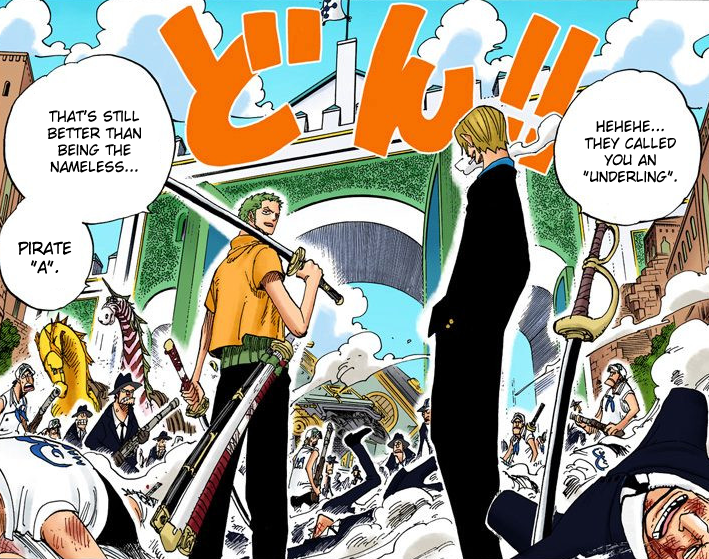 どん!!
HEHEHE...
THEY CALLED
YOU AN
"UNDERLING".
THAT'S STILL
BETTER THAN
BEING THE
NAMELESS...
PIRATE
"A".